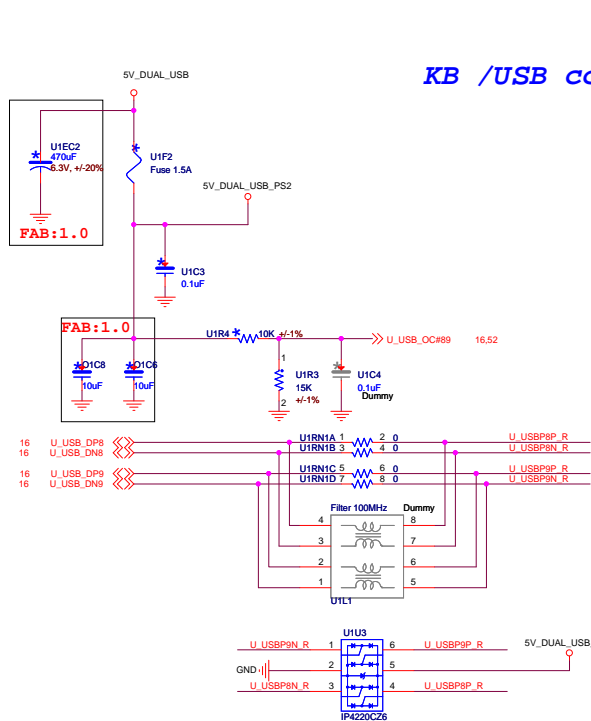 5V_DUAL_USB
KB /USB co
U1EC2
470uF
6.3V, +/-20%
U1F2
Fuse 1.5A
5V_DUAL_USB_PS2
FAB:1.0
U1C3
0.1uF
FAB:1.0
U1R4
10K +/-1%
U_USB_OC#89
16,52
10uF
U1C6
10uF
1
U1R3
15K
+/-1%
2
U1C4
0.1uF
Dummy
16 U_USB_DP8
U1RN1A 1 2 0
U_USBP8P_R
16 U_USB_DN8
U1RN1B 3 4 0
U_USBP8N_R
16 U_USB_DP9
U1RN1C 5 6 0
U_USBP9P_R
16 U_USB_DN9
U1RN1D 7 8 0
U_USBP9N_R
Filter 100MHz
Dummy
4 8
3 7
2 6
1 5
U1L1
U1U3
5V_DUAL_USB
U_USBP9N_R 1 6 U_USBP9P_R
GND 2 5
U_USBP8N_R 3 4 U_USBP8P_R
IP4220CZ6